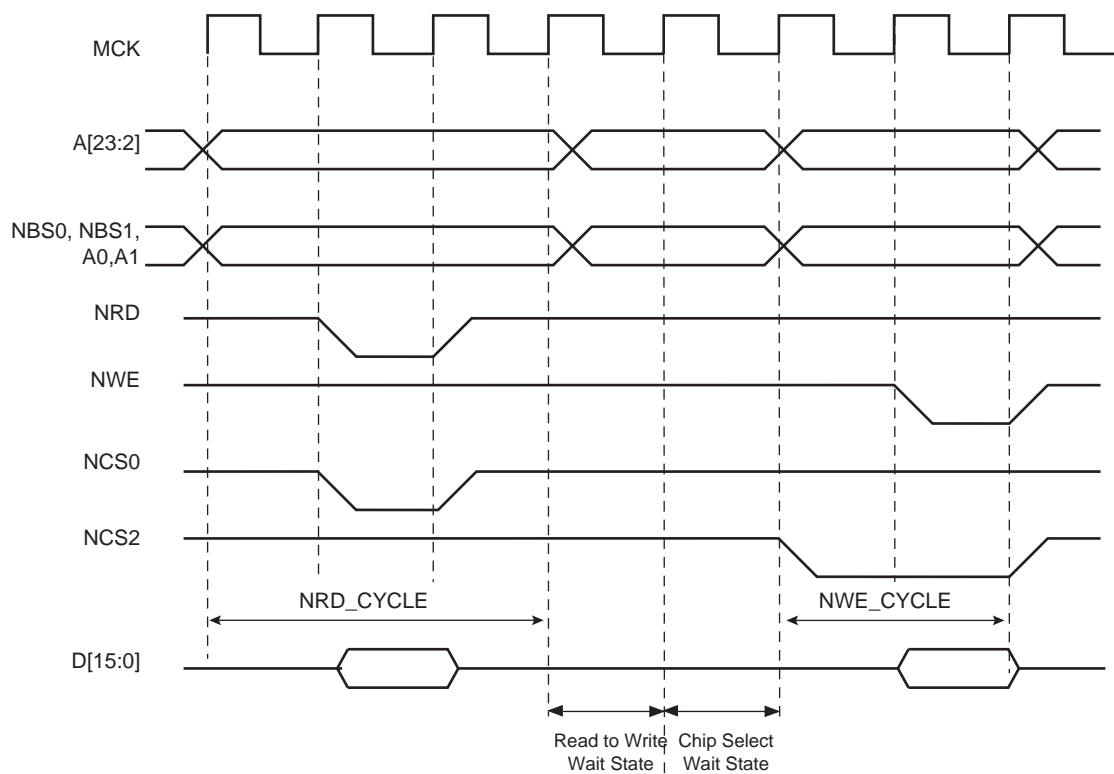 MCK
A[23:2]
NBS0, NBS1,
A0,A1
NRD
NWE
NCS0
NCS2
NRD_CYCLE
NWE_CYCLE
D[15:0]
Read to Write
Wait State
Chip Select
Wait State